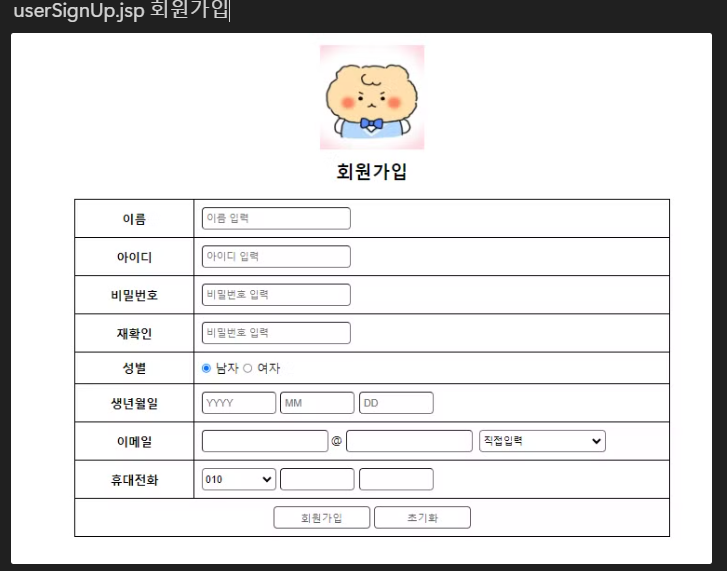 userSignUp.jsp 회원가입
회원가입
이름 이름 입력
아이디 아이디 입력
비밀번호 비밀번호 입력
재확인 비밀번호 입력
성별 남자 여자
생년월일 YYYY MM DD
이메일 @ 직접입력
휴대전화 010
회원가입 초기화